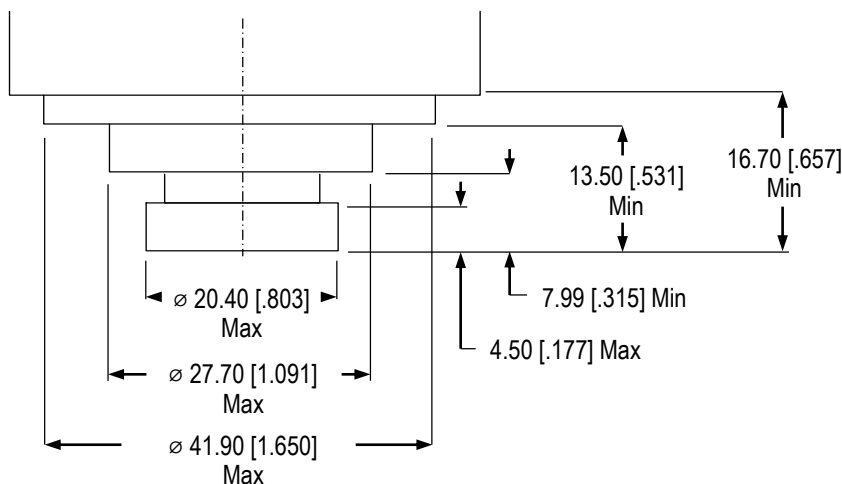 16.70 [.657]
Min
13.50 [.531]
Min
⌀ 20.40 [.803]
Max
7.99 [.315] Min
4.50 [.177] Max
⌀ 27.70 [1.091]
Max
⌀ 41.90 [1.650]
Max